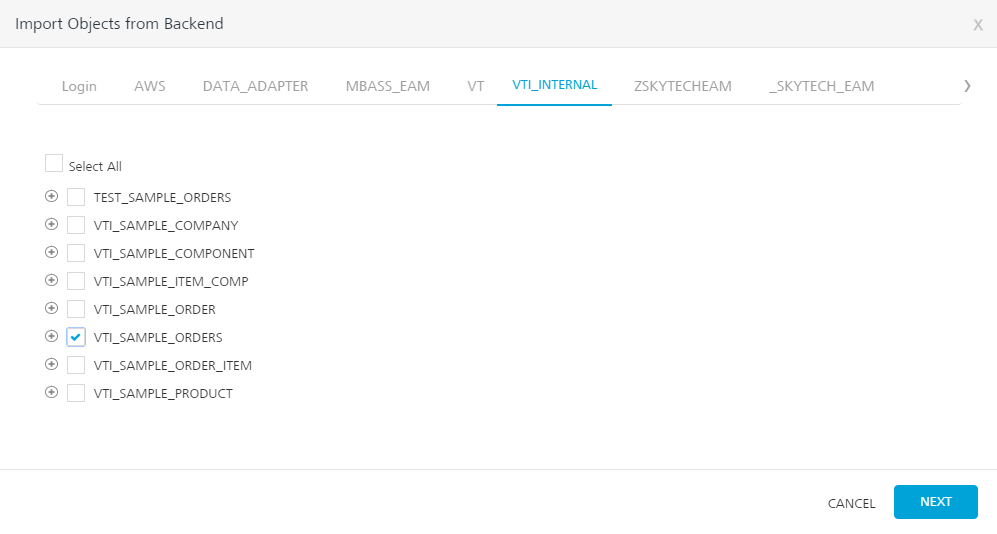 Import Objects from Backend X
Login AWS DATA_ADAPTER MBASS_EAM VT VTI_INTERNAL ZSKYTECHEAM _SKYTECH_EAM
Select All
TEST_SAMPLE_ORDERS
VTI_SAMPLE_COMPANY
VTI_SAMPLE_COMPONENT
VTI_SAMPLE_ITEM_COMP
VTI_SAMPLE_ORDER
VTI_SAMPLE_ORDERS
VTI_SAMPLE_ORDER_ITEM
VTI_SAMPLE_PRODUCT
CANCEL NEXT